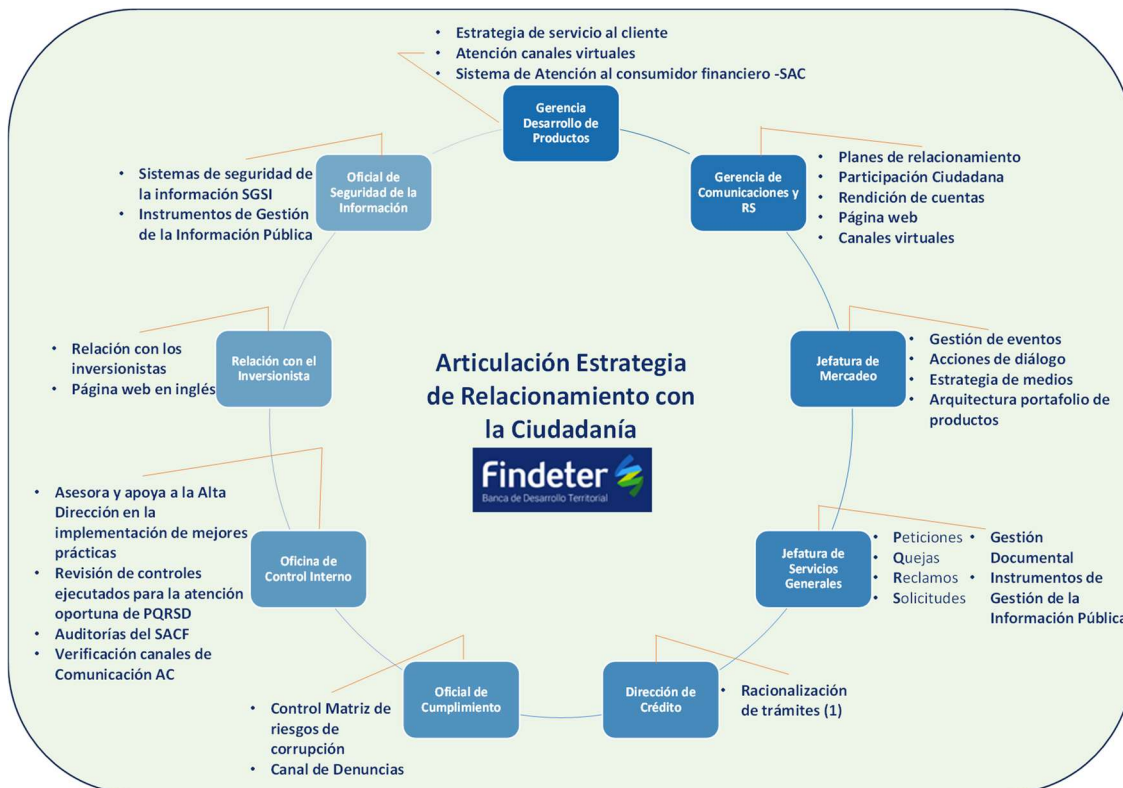 • Estrategia de servicio al cliente
• Atención canales virtuales
• Sistema de Atención al consumidor financiero -SAC
Gerencia
Desarrollo de
Productos
Gerencia de
Comunicaciones y
RS
• Planes de relacionamiento
• Participación Ciudadana
• Rendición de cuentas
• Página web
• Canales virtuales
Jefatura de
Mercadeo
• Gestión de eventos
• Acciones de diálogo
• Estrategia de medios
• Arquitectura portafolio de
productos
Jefatura de
Servicios
Generales
• Peticiones
• Quejas
• Reclamos
• Solicitudes
• Gestión
Documental
• Instrumentos de
Gestión de la
Información Pública
Dirección de
Crédito
• Racionalización
de trámites (1)
Oficial de
Cumplimiento
• Control Matriz de
riesgos de
corrupción
• Canal de Denuncias
Oficina de
Control Interno
• Asesora y apoya a la Alta
Dirección en la
implementación de mejores
prácticas
• Revisión de controles
ejecutados para la atención
oportuna de PQRSD
• Auditorías del SACF
• Verificación canales de
Comunicación AC
Relación con el
Inversionista
• Relación con los
inversionistas
• Página web en inglés
Oficial de
Seguridad de la
Información
• Sistemas de seguridad de
la información SGSI
• Instrumentos de Gestión
de la Información Pública
Articulación Estrategia
de Relacionamiento con
la Ciudadanía
Findeter
Banca de Desarrollo Territorial